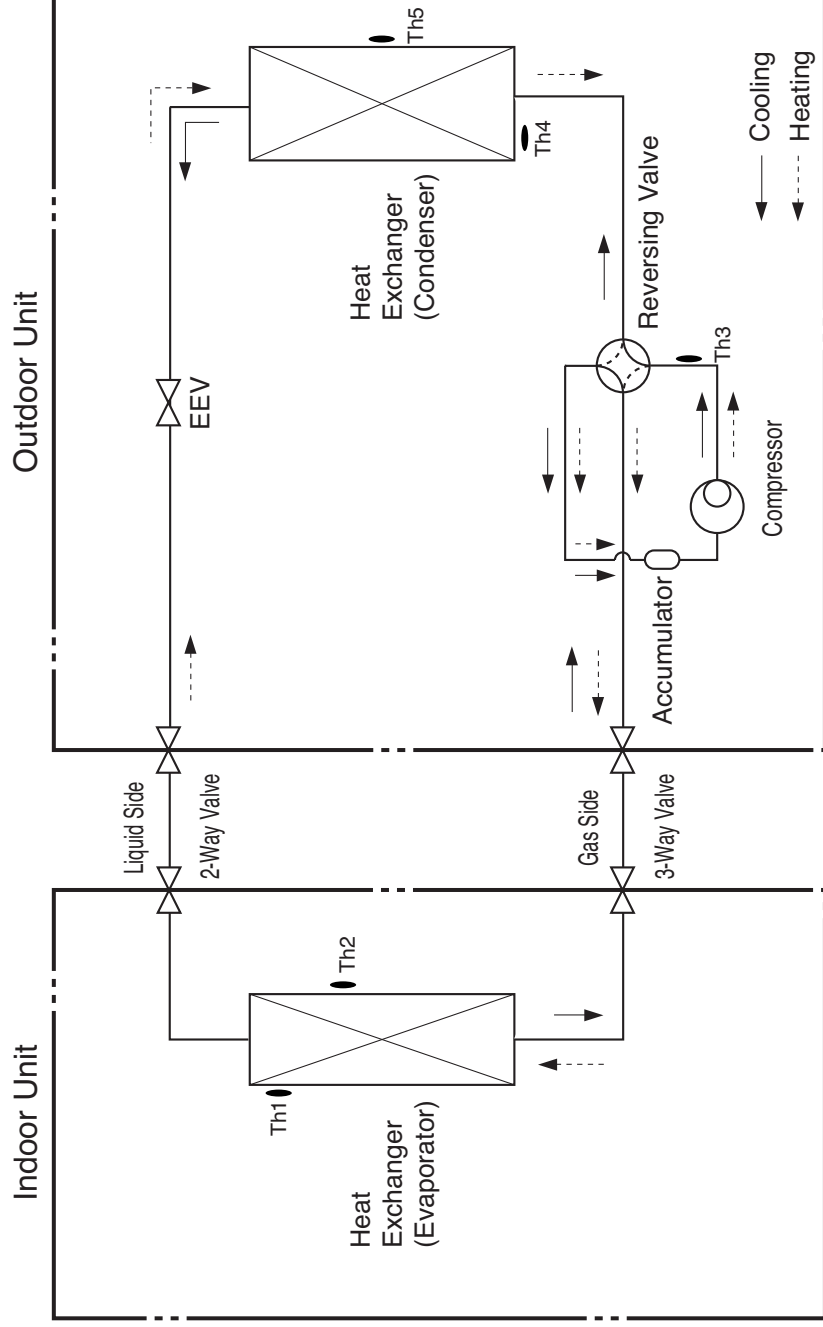 Indoor Unit
Outdoor Unit
Th1
Th2
Heat
Exchanger
(Evaporator)
Liquid Side
2-Way Valve
Gas Side
3-Way Valve
EEV
Heat
Exchanger
(Condenser)
Th5
Th4
Reversing Valve
Th3
Accumulator
Compressor
Cooling
Heating